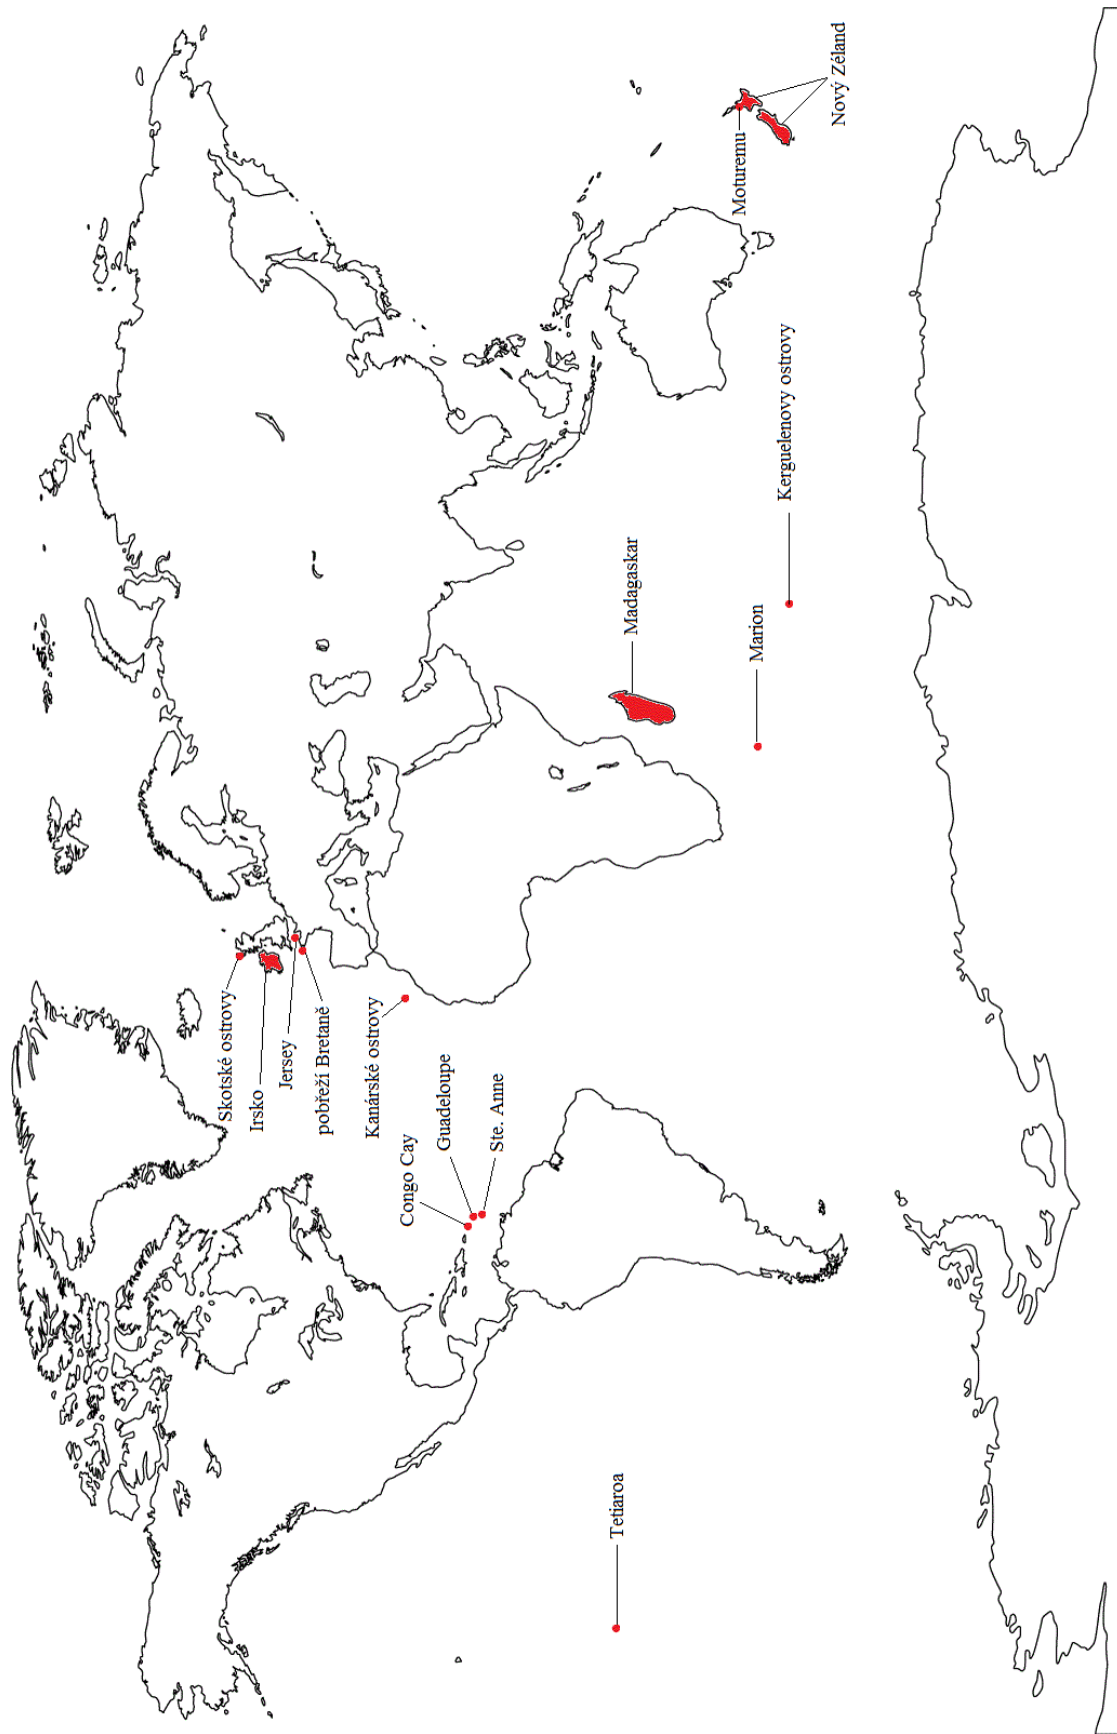 Skotské ostrovy
Irsko
Jersey
pobřeží Bretaně
Kanárské ostrovy
Congo Cay
Guadeloupe
Ste. Anne
Tetiaroa
Madagaskar
Marion
Kerguelenovy ostrovy
Moturemu
Nový Zéland